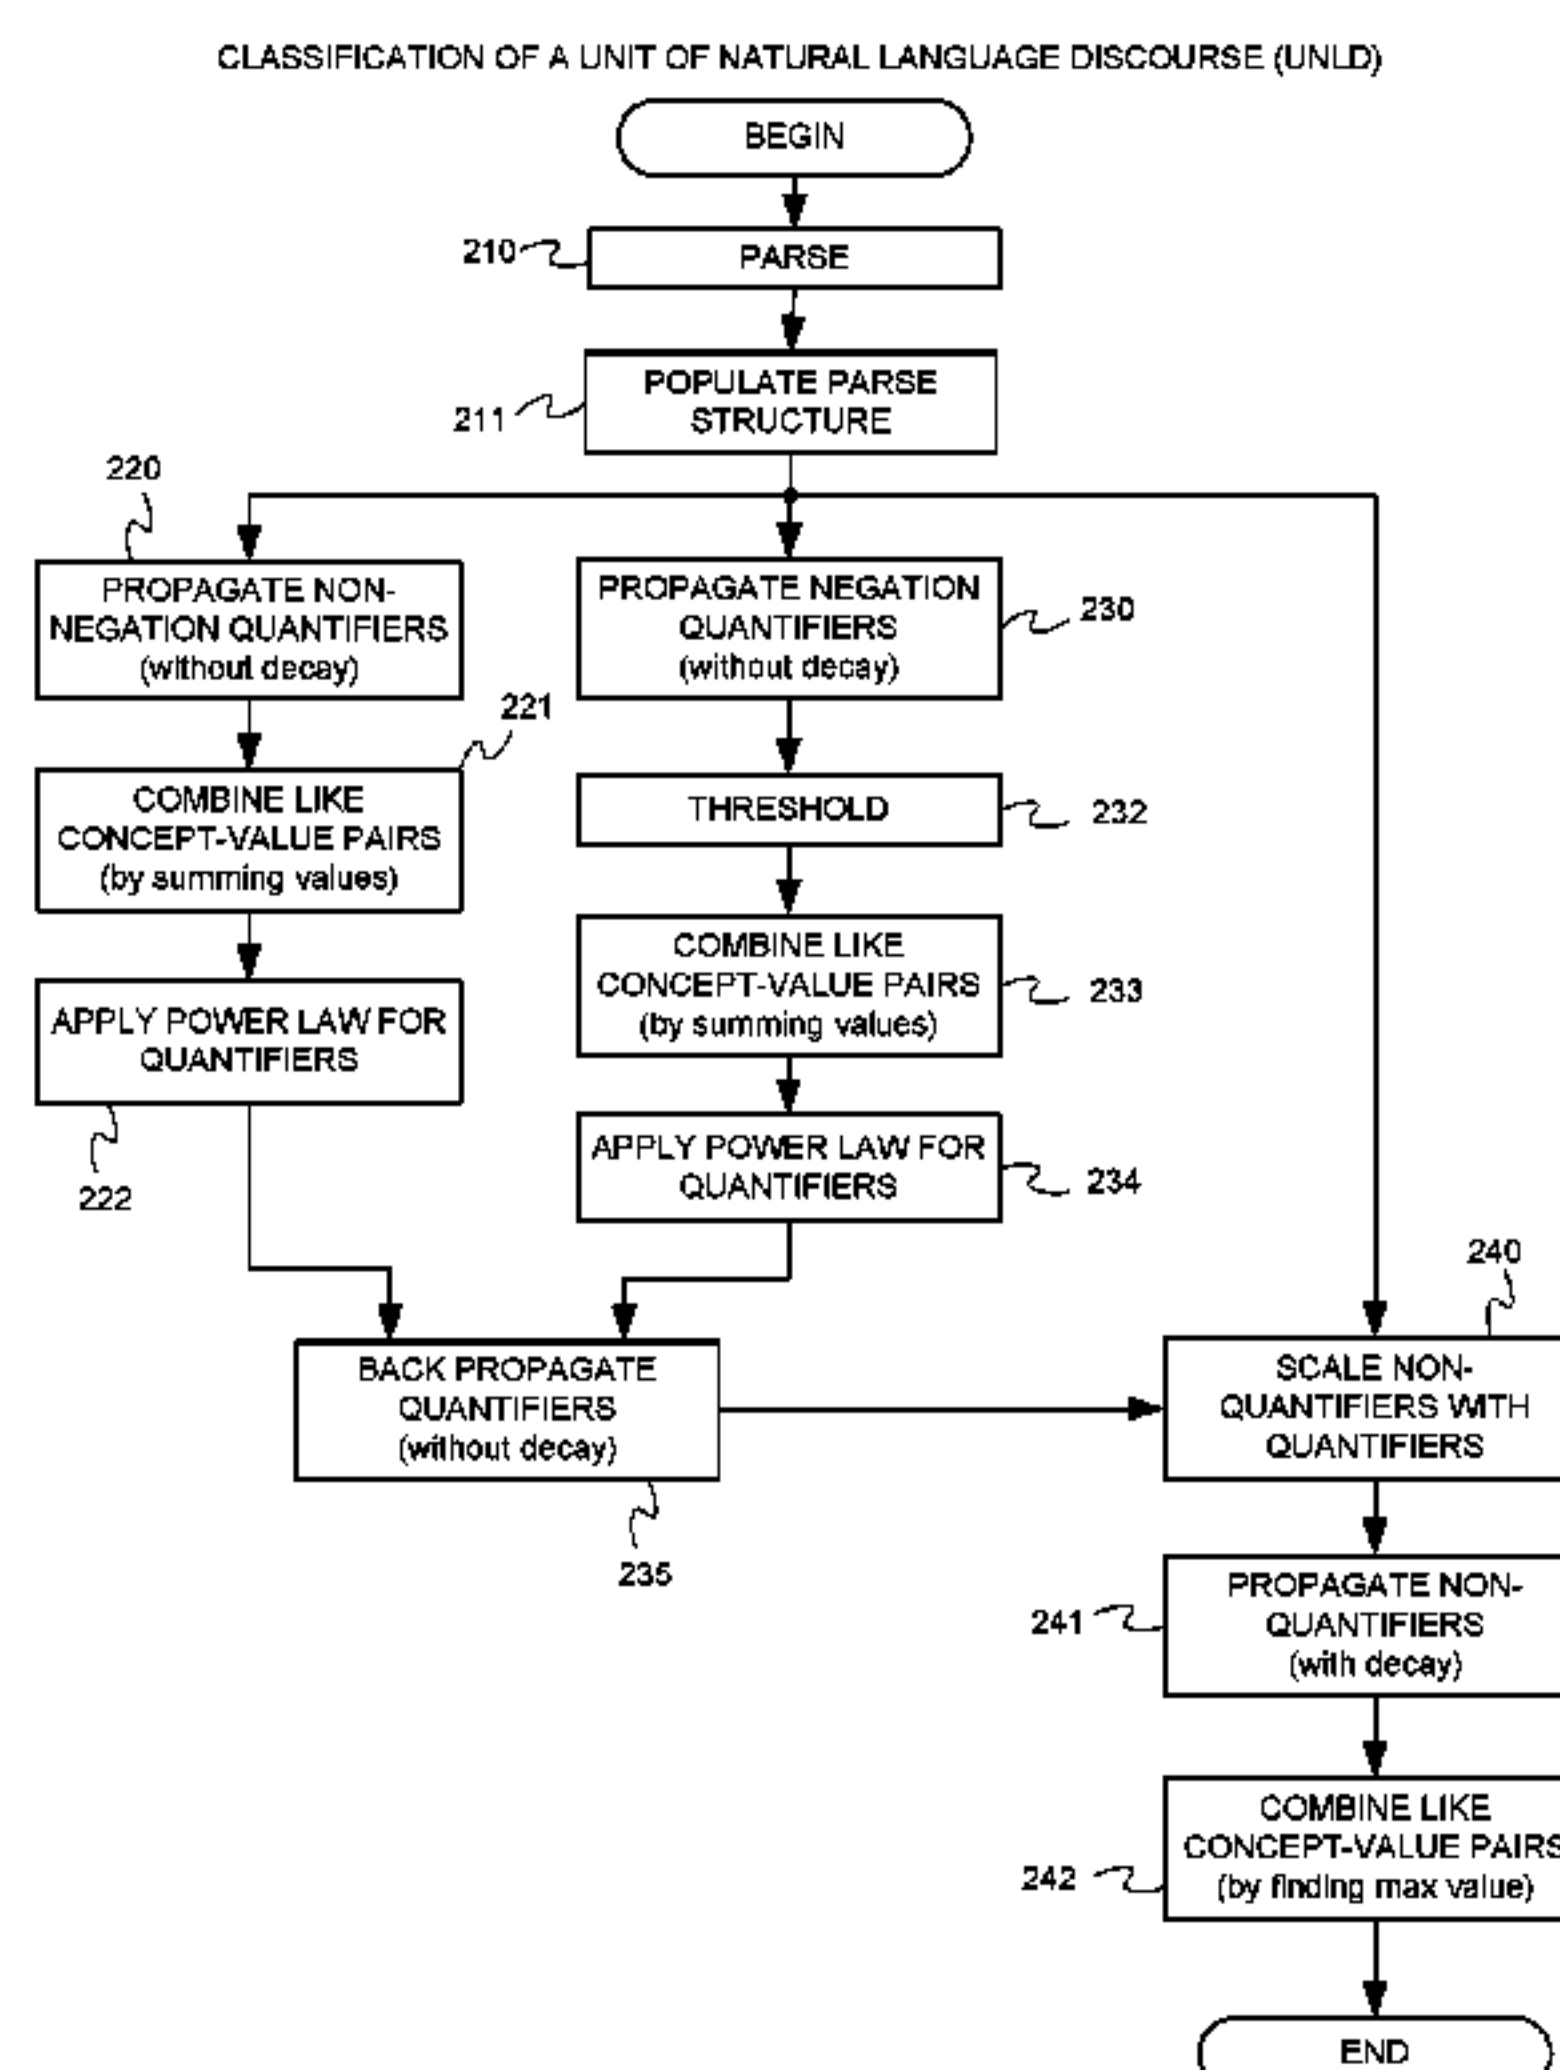 CLASSIFICATION OF A UNIT OF NATURAL LANGUAGE DISCOURSE (UNLD)
BEGIN
210
PARSE
211
POPULATE PARSE
STRUCTURE
220
PROPAGATE NON-
NEGATION QUANTIFIERS
(without decay)
221
COMBINE LIKE
CONCEPT-VALUE PAIRS
(by summing values)
APPLY POWER LAW FOR
QUANTIFIERS
222
PROPAGATE NEGATION
QUANTIFIERS
(without decay)
230
THRESHOLD
232
COMBINE LIKE
CONCEPT-VALUE PAIRS
(by summing values)
233
APPLY POWER LAW FOR
QUANTIFIERS
234
BACK PROPAGATE
QUANTIFIERS
(without decay)
235
240
SCALE NON-
QUANTIFIERS WITH
QUANTIFIERS
241
PROPAGATE NON-
QUANTIFIERS
(with decay)
242
COMBINE LIKE
CONCEPT-VALUE PAIRS
(by finding max value)
END